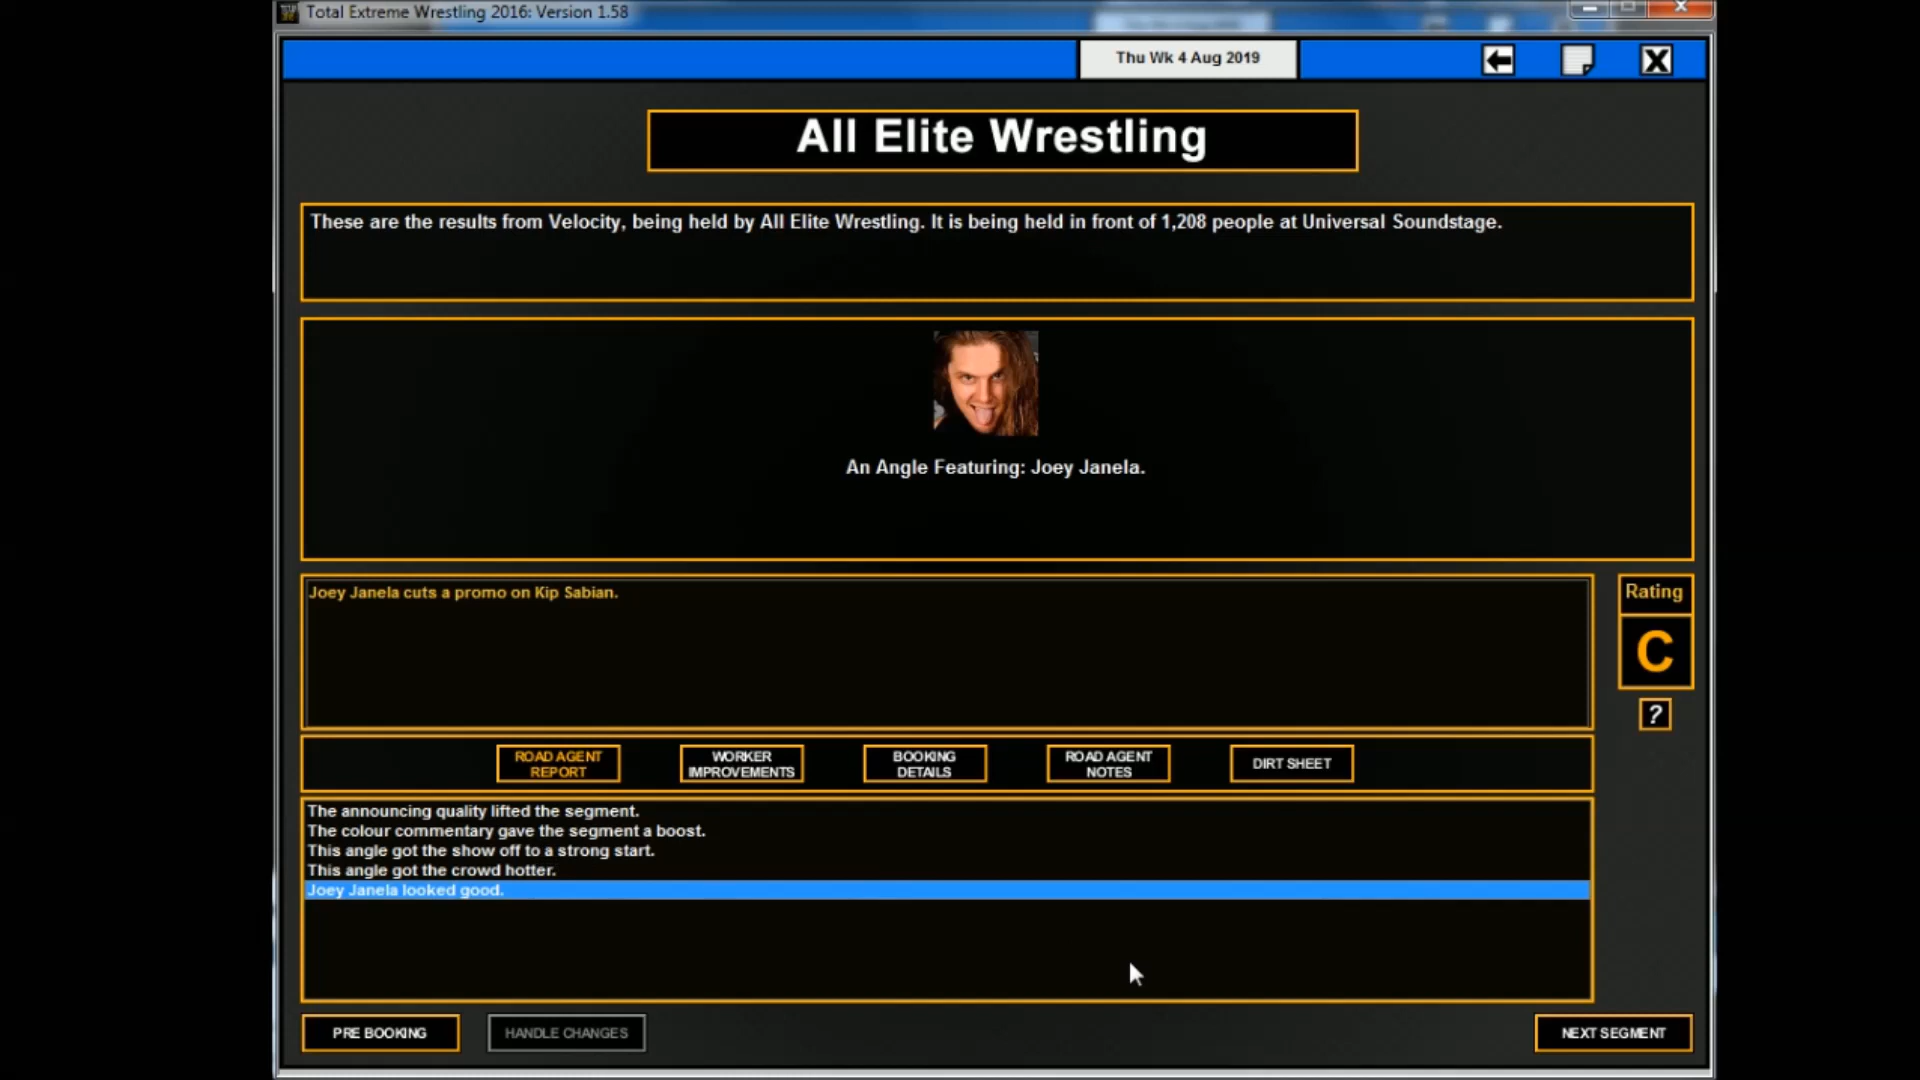 Total Extreme Wrestling 2016: Version 1.58
Thu Wk 4 Aug 2019
All Elite Wrestling
These are the results from Velocity, being held by All Elite Wrestling. It is being held in front of 1,208 people at Universal Soundstage.
An Angle Featuring: Joey Janela.
Joey Janela cuts a promo on Kip Sabian.
Rating
C
?
ROAD AGENT REPORT
WORKER IMPROVEMENTS
BOOKING DETAILS
ROAD AGENT NOTES
DIRT SHEET
The announcing quality lifted the segment.
The colour commentary gave the segment a boost.
This angle got the show off to a strong start.
This angle got the crowd hotter.
Joey Janela looked good.
PRE BOOKING
HANDLE CHANGES
NEXT SEGMENT